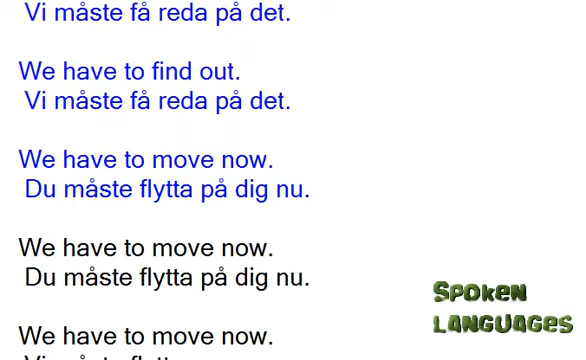 Vi måste få reda på det.
We have to find out.
Vi måste få reda på det.
We have to move now.
Du måste flytta på dig nu.
We have to move now.
Du måste flytta på dig nu.
We have to move now.
SPOKEN
LANGUAGES